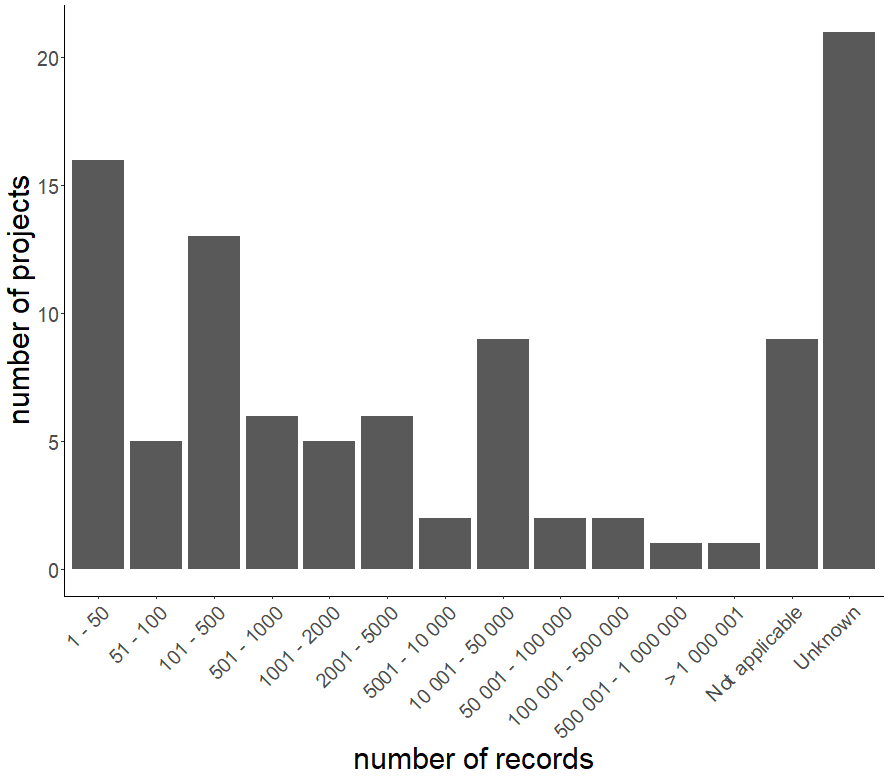 number of projects
20
15
10
5
0
1 - 50
51 - 100
101 - 500
501 - 1000
1001 - 2000
2001 - 5000
5001 - 10 000
10 001 - 50 000
50 001 - 100 000
100 001 - 500 000
500 001 - 1 000 000
> 1 000 001
Not applicable
Unknown
number of records